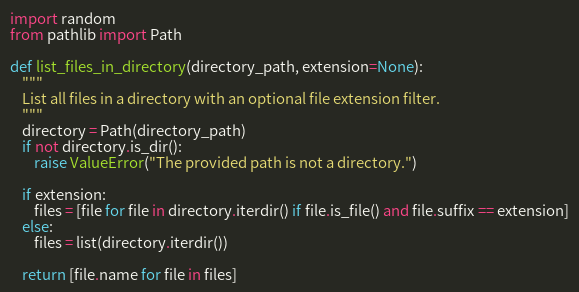 import random
from pathlib import Path

def list_files_in_directory(directory_path, extension=None):
    """
    List all files in a directory with an optional file extension filter.
    """
    directory = Path(directory_path)
    if not directory.is_dir():
        raise ValueError("The provided path is not a directory.")

    if extension:
        files = [file for file in directory.iterdir() if file.is_file() and file.suffix == extension]
    else:
        files = list(directory.iterdir())

    return [file.name for file in files]